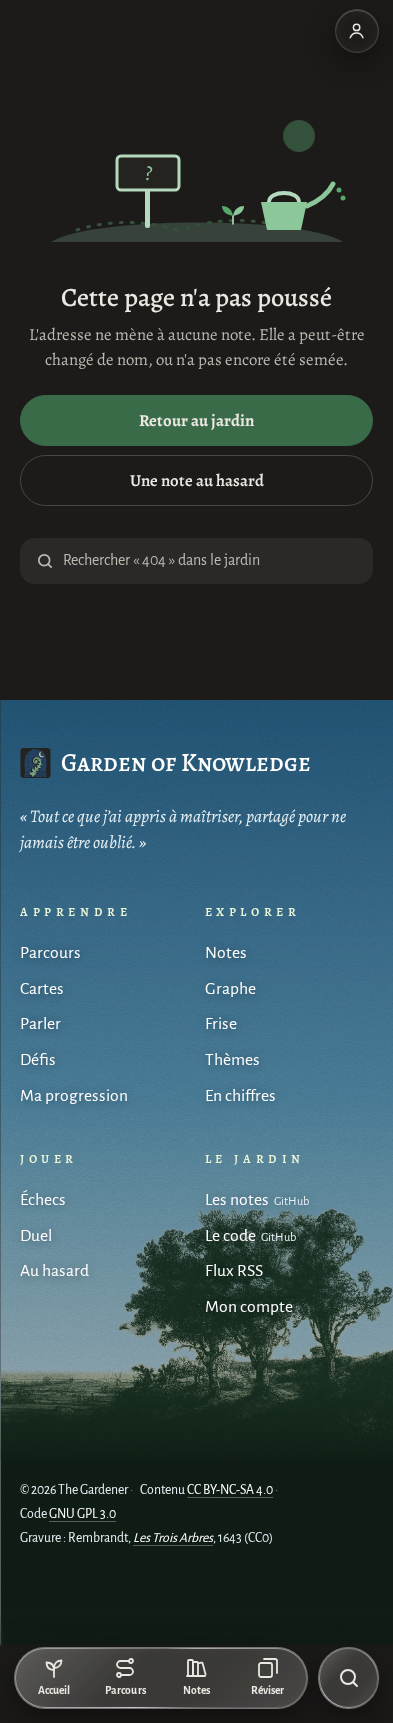 ?
Cette page n'a pas poussé
L'adresse ne mène à aucune note. Elle a peut-être
changé de nom, ou n'a pas encore été semée.
Retour au jardin
Une note au hasard
Rechercher « 404 » dans le jardin
Garden of Knowledge
« Tout ce que j'ai appris à maîtriser, partagé pour ne
jamais être oublié. »
APPRENDRE
Parcours
Cartes
Parler
Défis
Ma progression
EXPLORER
Notes
Graphe
Frise
Thèmes
En chiffres
JOUER
Échecs
Duel
Au hasard
LE JARDIN
Les notes GitHub
Le code GitHub
Flux RSS
Mon compte
© 2026 The Gardener · Contenu CC BY-NC-SA 4.0 ·
Code GNU GPL 3.0
Gravure : Rembrandt, Les Trois Arbres, 1643 (CC0)
Accueil
Parcours
Notes
Réviser